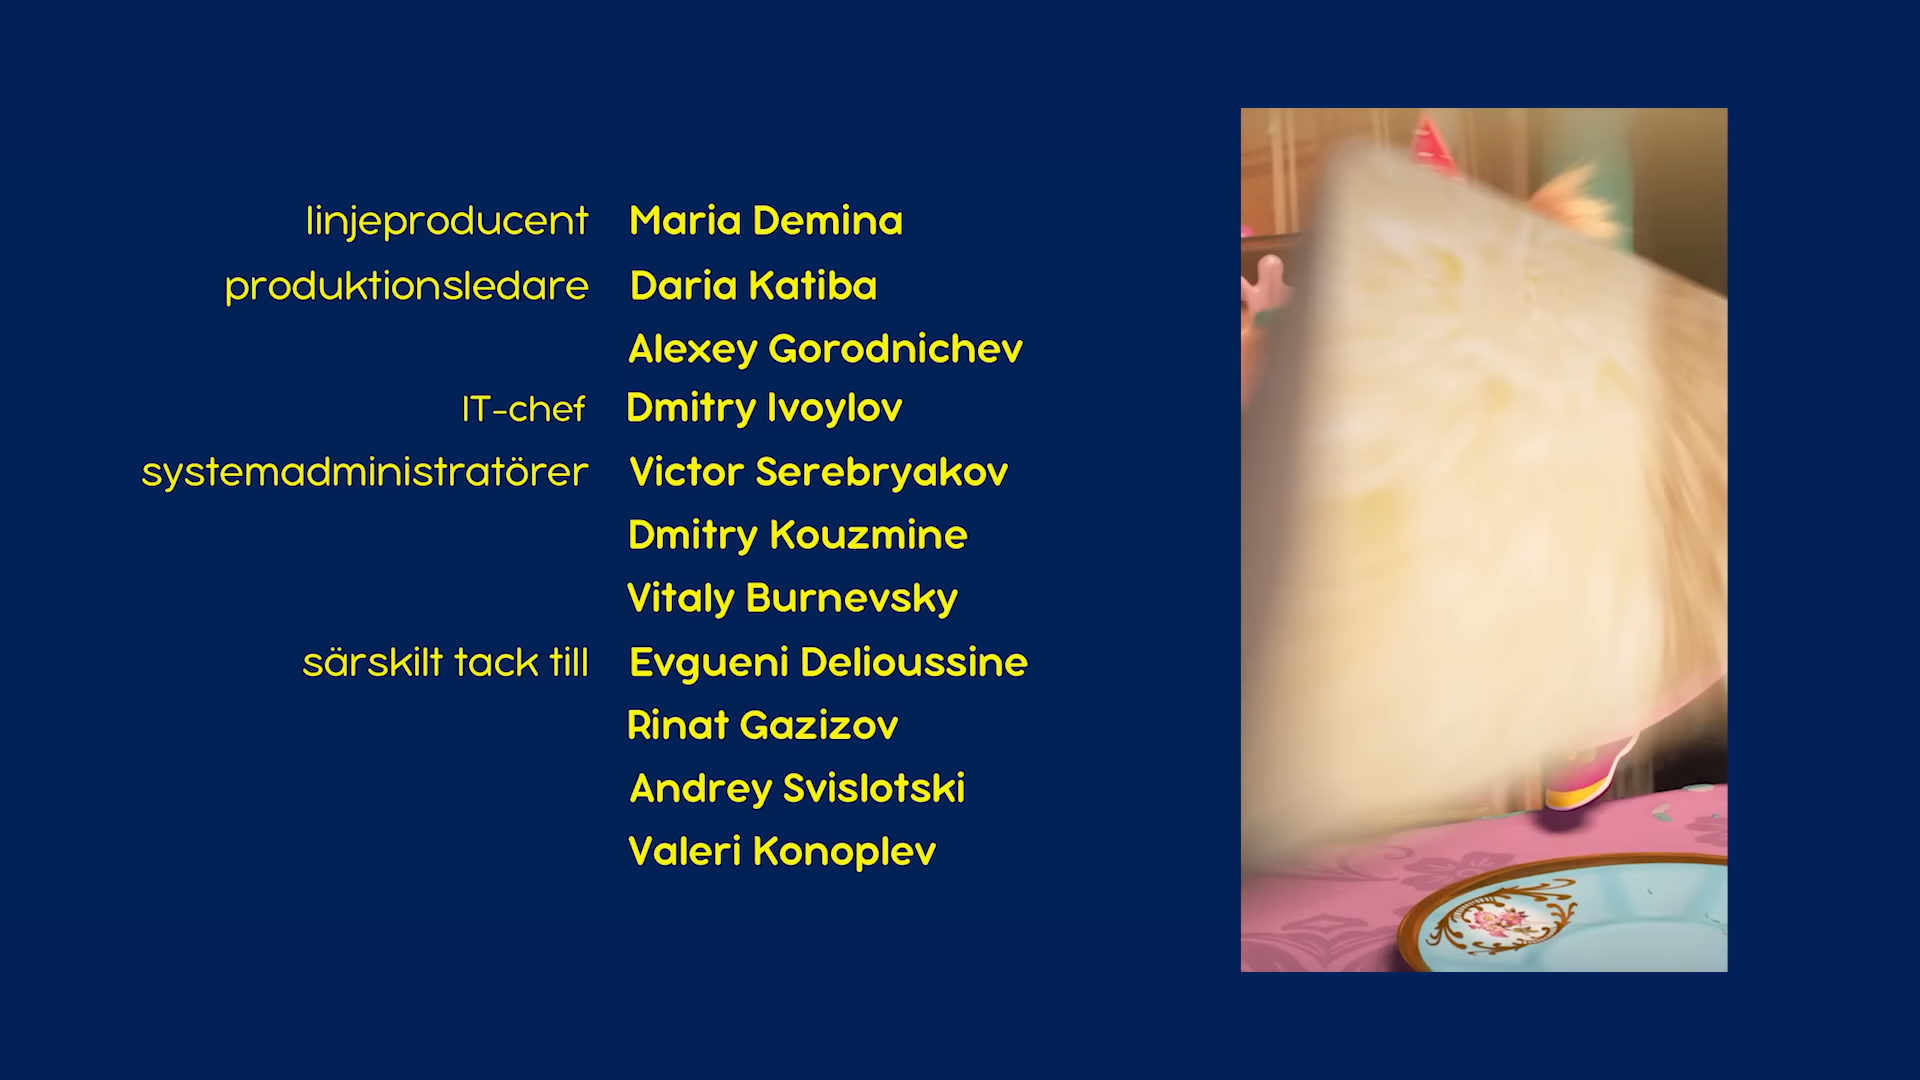 linjeproducent Maria Demina
produktionsledare Daria Katiba
Alexey Gorodnichev
IT-chef Dmitry Ivoylov
systemadministratörer Victor Serebryakov
Dmitry Kouzmine
Vitaly Burnevsky
särskilt tack till Evgueni Delioussine
Rinat Gazizov
Andrey Svislotski
Valeri Konoplev